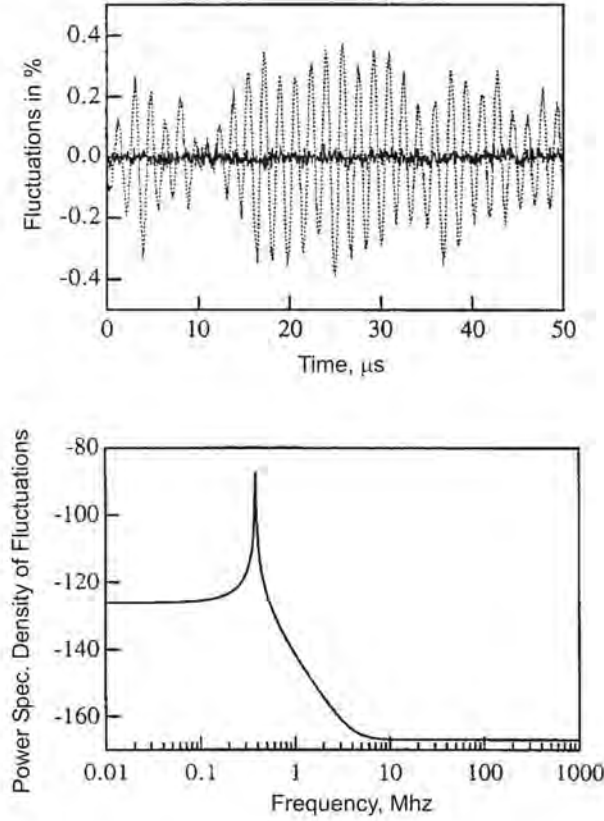 Fluctuations in %
0.4
0.2
0.0
-0.2
-0.4
0 10 20 30 40 50
Time, μs
Power Spec. Density of Fluctuations
-80
-100
-120
-140
-160
0.01 0.1 1 10 100 1000
Frequency, Mhz